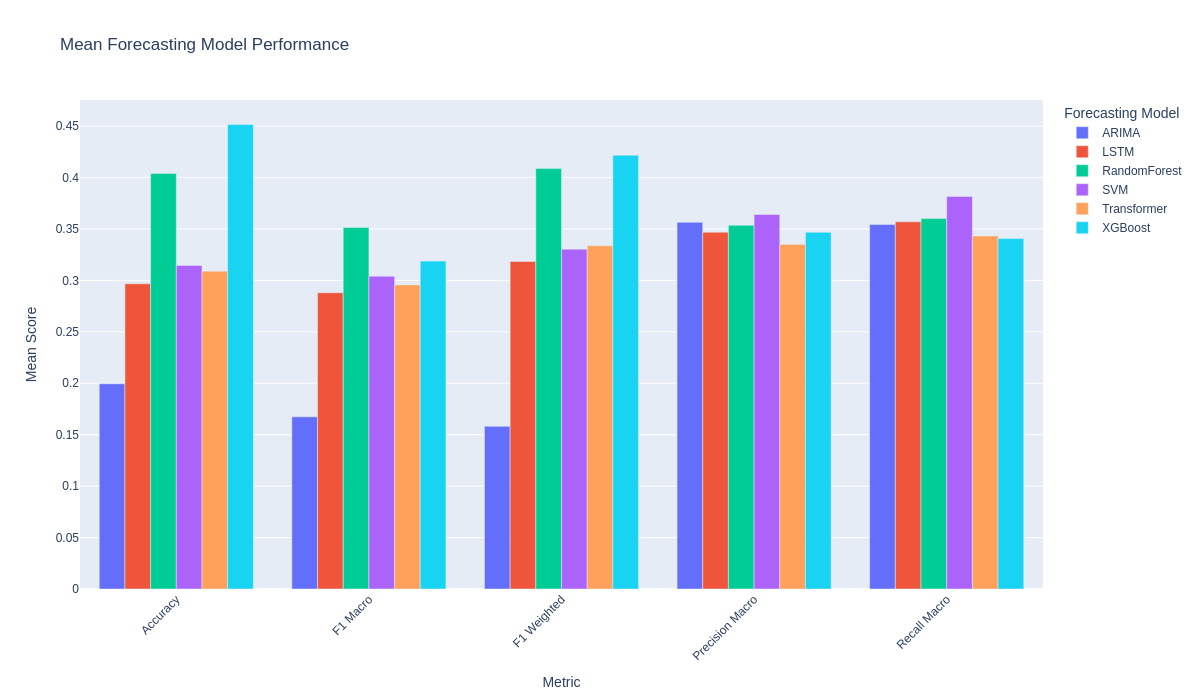 Mean Forecasting Model Performance
Forecasting Model
ARIMA
LSTM
RandomForest
SVM
Transformer
XGBoost
Mean Score
0.45
0.4
0.35
0.3
0.25
0.2
0.15
0.1
0.05
0
Accuracy
F1 Macro
F1 Weighted
Precision Macro
Recall Macro
Metric